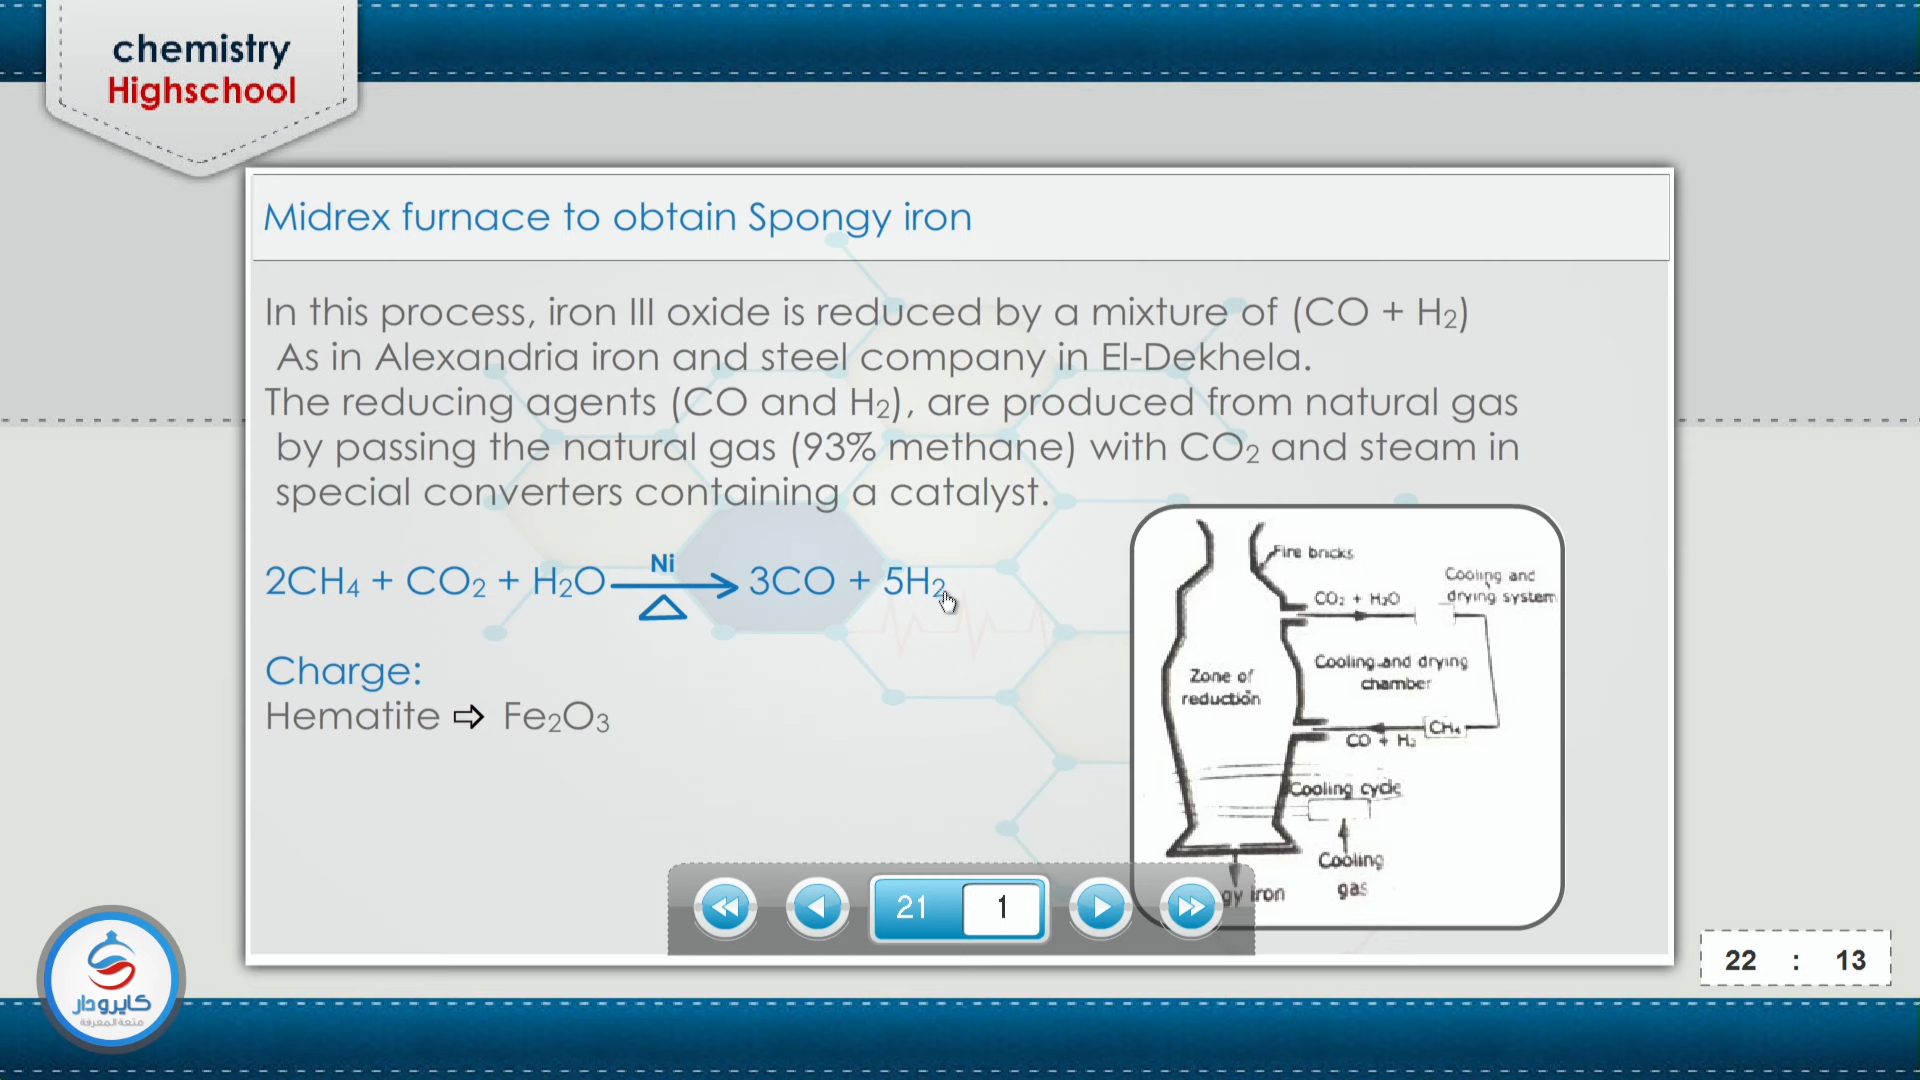 chemistry
Highschool
Midrex furnace to obtain Spongy iron
In this process, iron III oxide is reduced by a mixture of (CO + H₂)
As in Alexandria iron and steel company in El-Dekhela.
The reducing agents (CO and H₂), are produced from natural gas
by passing the natural gas (93% methane) with CO₂ and steam in
special converters containing a catalyst.
2CH₄ + CO₂ + H₂O Ni △ 3CO + 5H₂
Charge:
Hematite ⇨ Fe₂O₃
Fire bricks
Cooling and
drying system
CO₂ + H₂O
Zone of
reduction
Cooling and drying
chamber
CH₄
CO + H₂
Cooling cycle
Cooling
gas
gy iron
21 1
22 : 13
كايرودار
متعة المعرفة